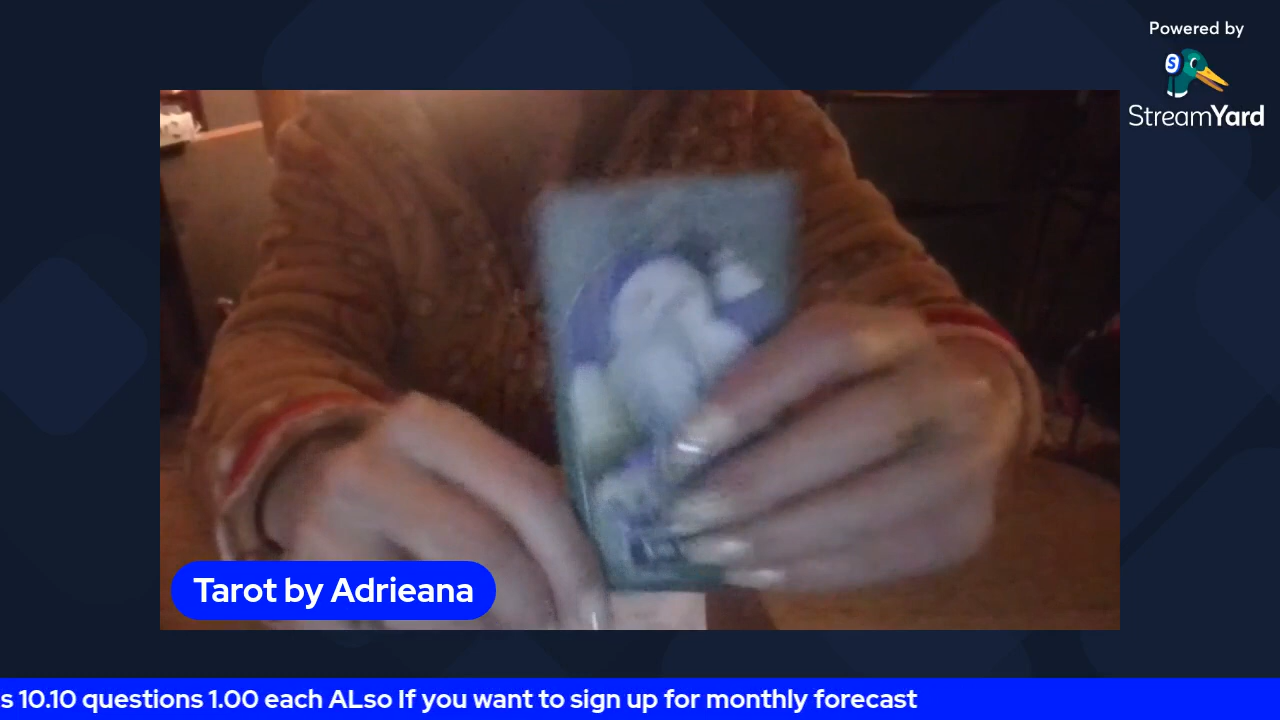 Powered by
StreamYard
Tarot by Adrieana
s 10.10 questions 1.00 each ALso If you want to sign up for monthly forecast